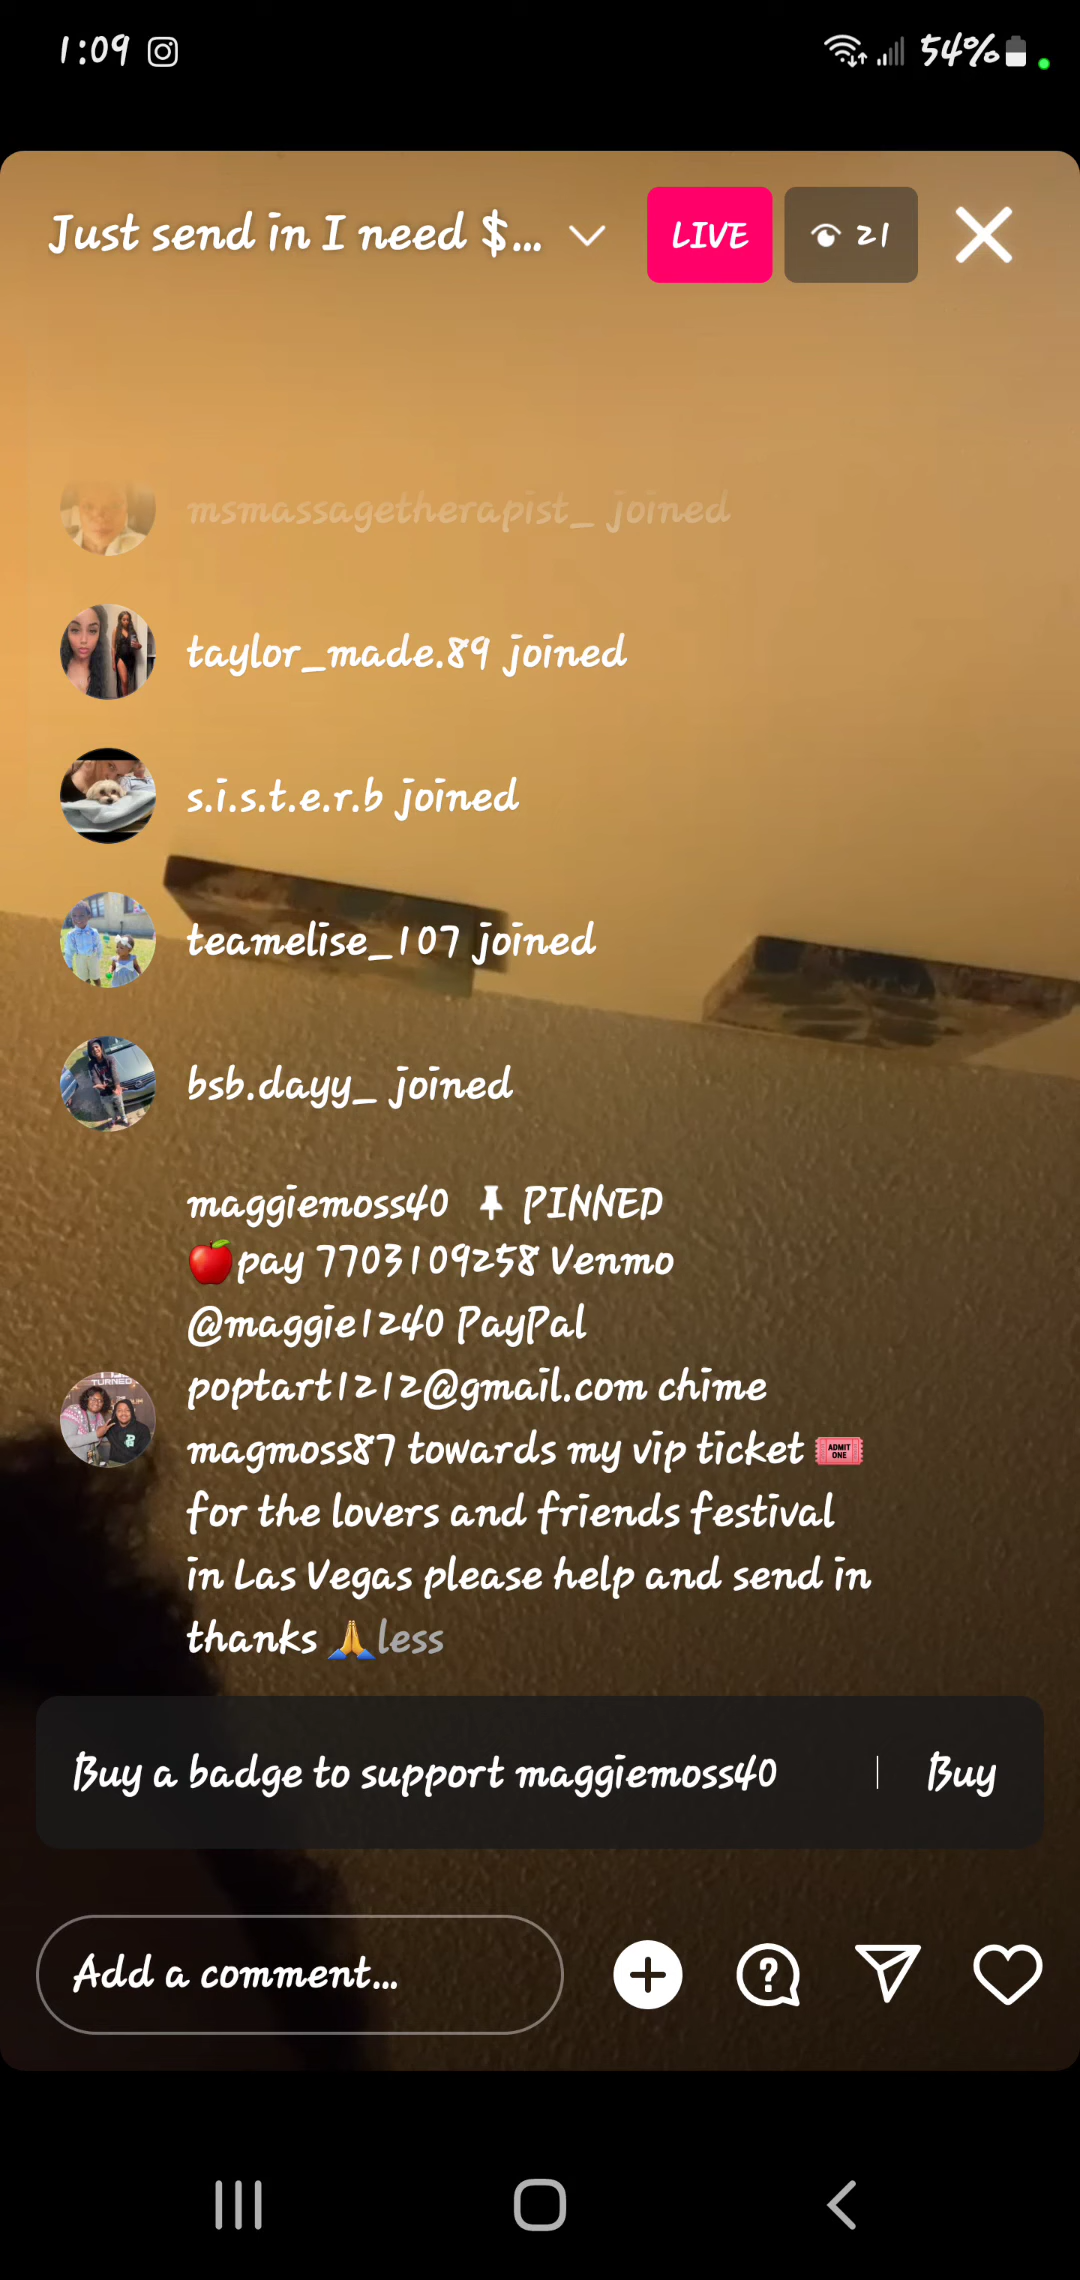 1:09
54%
Just send in I need $...
LIVE
21
msmassagetherapist_ joined
taylor_made.89 joined
s.i.s.t.e.r.b joined
teamelise_107 joined
bsb.dayy_ joined
maggiemoss40 📌 PINNED
🍎pay 7703109258 Venmo
@maggie1240 PayPal
poptart1212@gmail.com chime
magmoss87 towards my vip ticket 🎟️
for the lovers and friends festival
in Las Vegas please help and send in
thanks 🙏less
TURNED
Buy a badge to support maggiemoss40 | Buy
Add a comment...